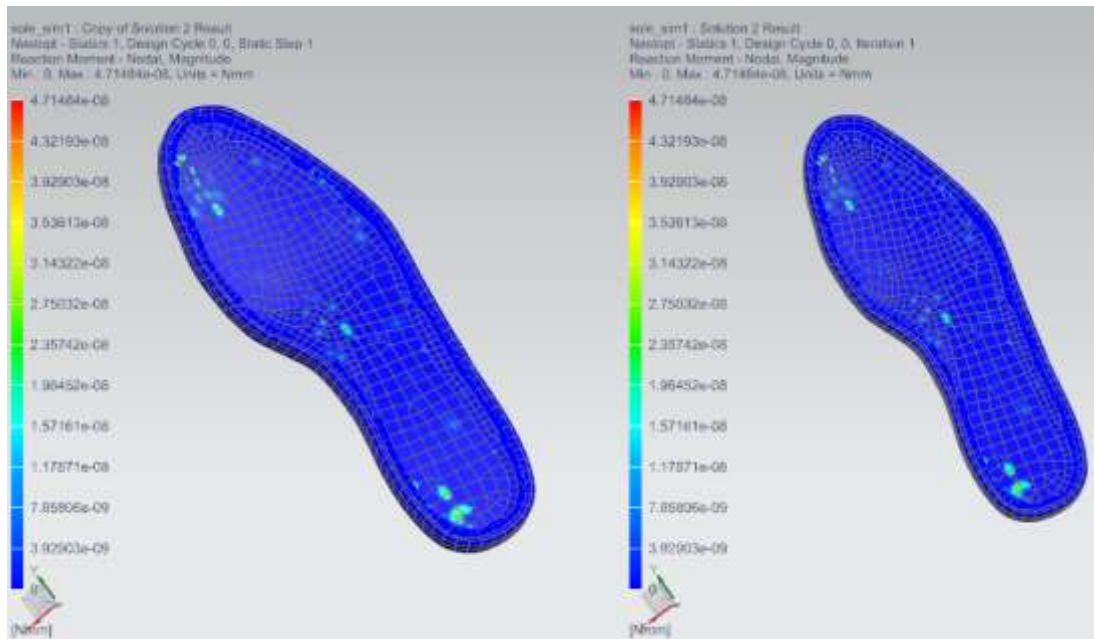 sole_sim1 : Copy of Solution 2 Result
Nastopt - Statics 1, Design Cycle 0, 0, Static Step 1
Reaction Moment - Nodal, Magnitude
Min : 0, Max : 4.71484e-08, Units = Nmm
4.71484e-08
4.32193e-08
3.92903e-08
3.53613e-08
3.14322e-08
2.75032e-08
2.35742e-08
1.96452e-08
1.57161e-08
1.17871e-08
7.85806e-09
3.92903e-09
0
Y
[Nmm]
sole_sim1 : Solution 2 Result
Nastopt - Statics 1, Design Cycle 0, 0, Iteration 1
Reaction Moment - Nodal, Magnitude
Min : 0, Max : 4.71484e-08, Units = Nmm
4.71484e-08
4.32193e-08
3.92903e-08
3.53613e-08
3.14322e-08
2.75032e-08
2.35742e-08
1.96452e-08
1.57161e-08
1.17871e-08
7.85806e-09
3.92903e-09
0
Y
[Nmm]